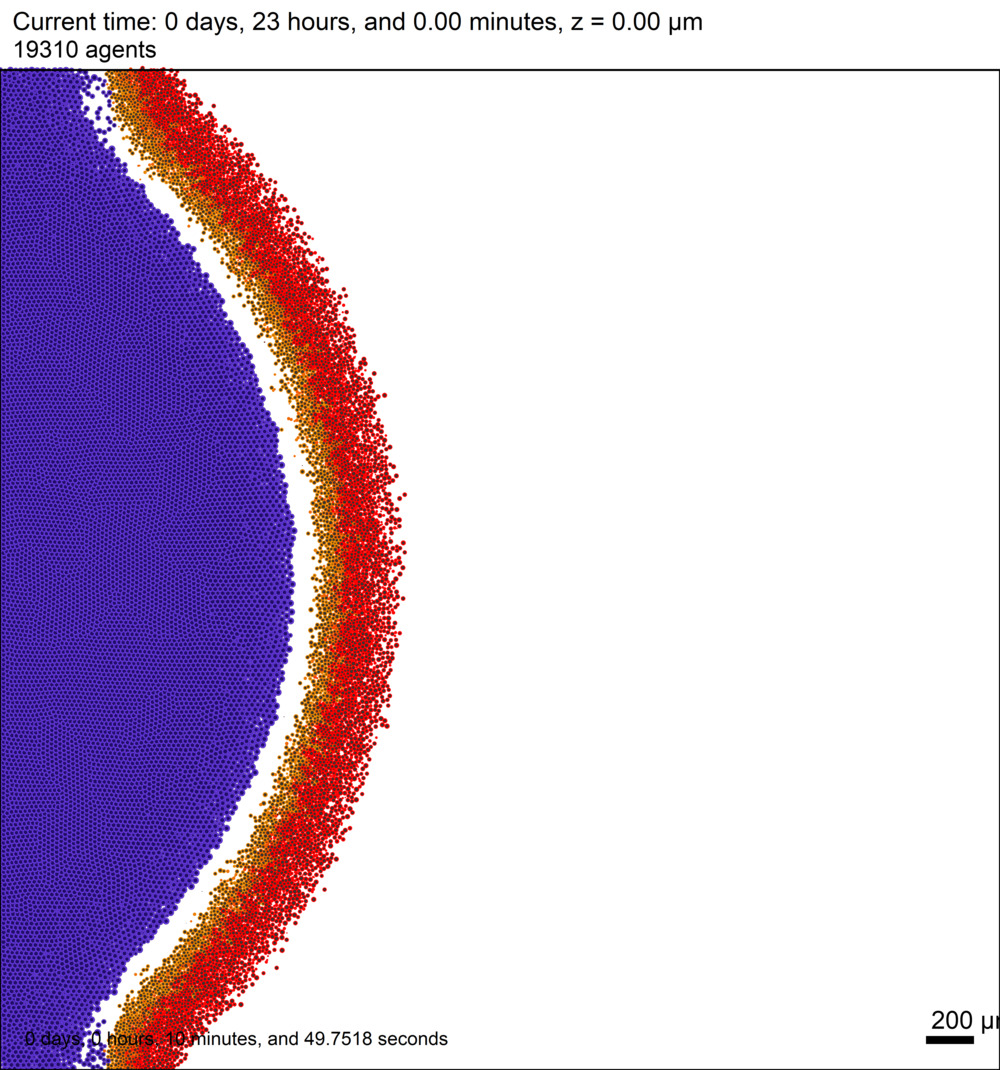 Current time: 0 days, 23 hours, and 0.00 minutes, z = 0.00 µm
19310 agents
200 µ
0 days, 0 hours, 10 minutes, and 49.7518 seconds